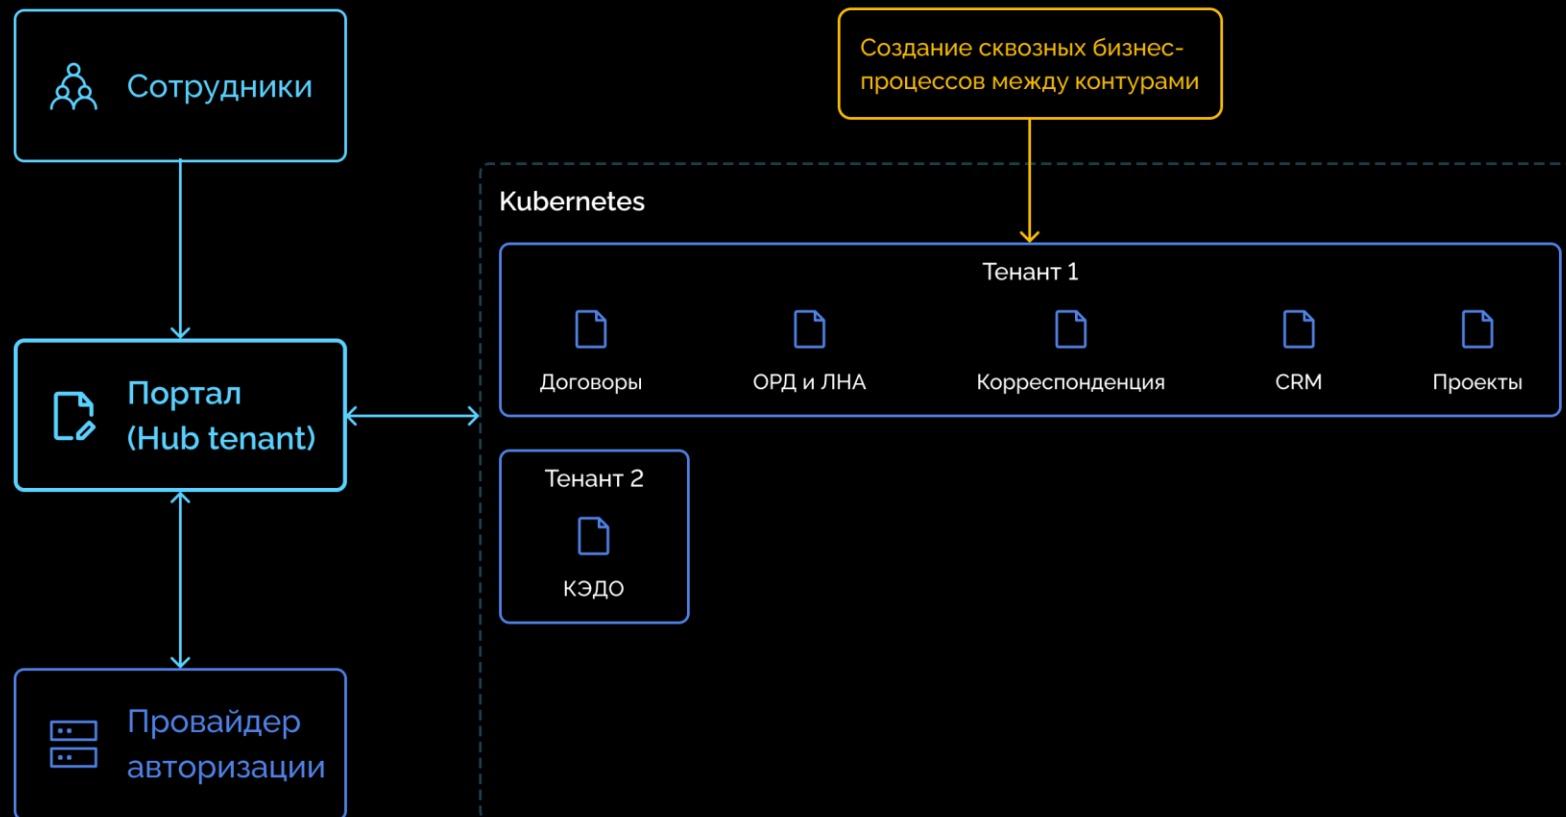 Сотрудники
Создание сквозных бизнес-
процессов между контурами
Kubernetes
Тенант 1
Договоры
ОРД и ЛНА
Корреспонденция
CRM
Проекты
Портал
(Hub tenant)
Тенант 2
КЭДО
Провайдер
авторизации